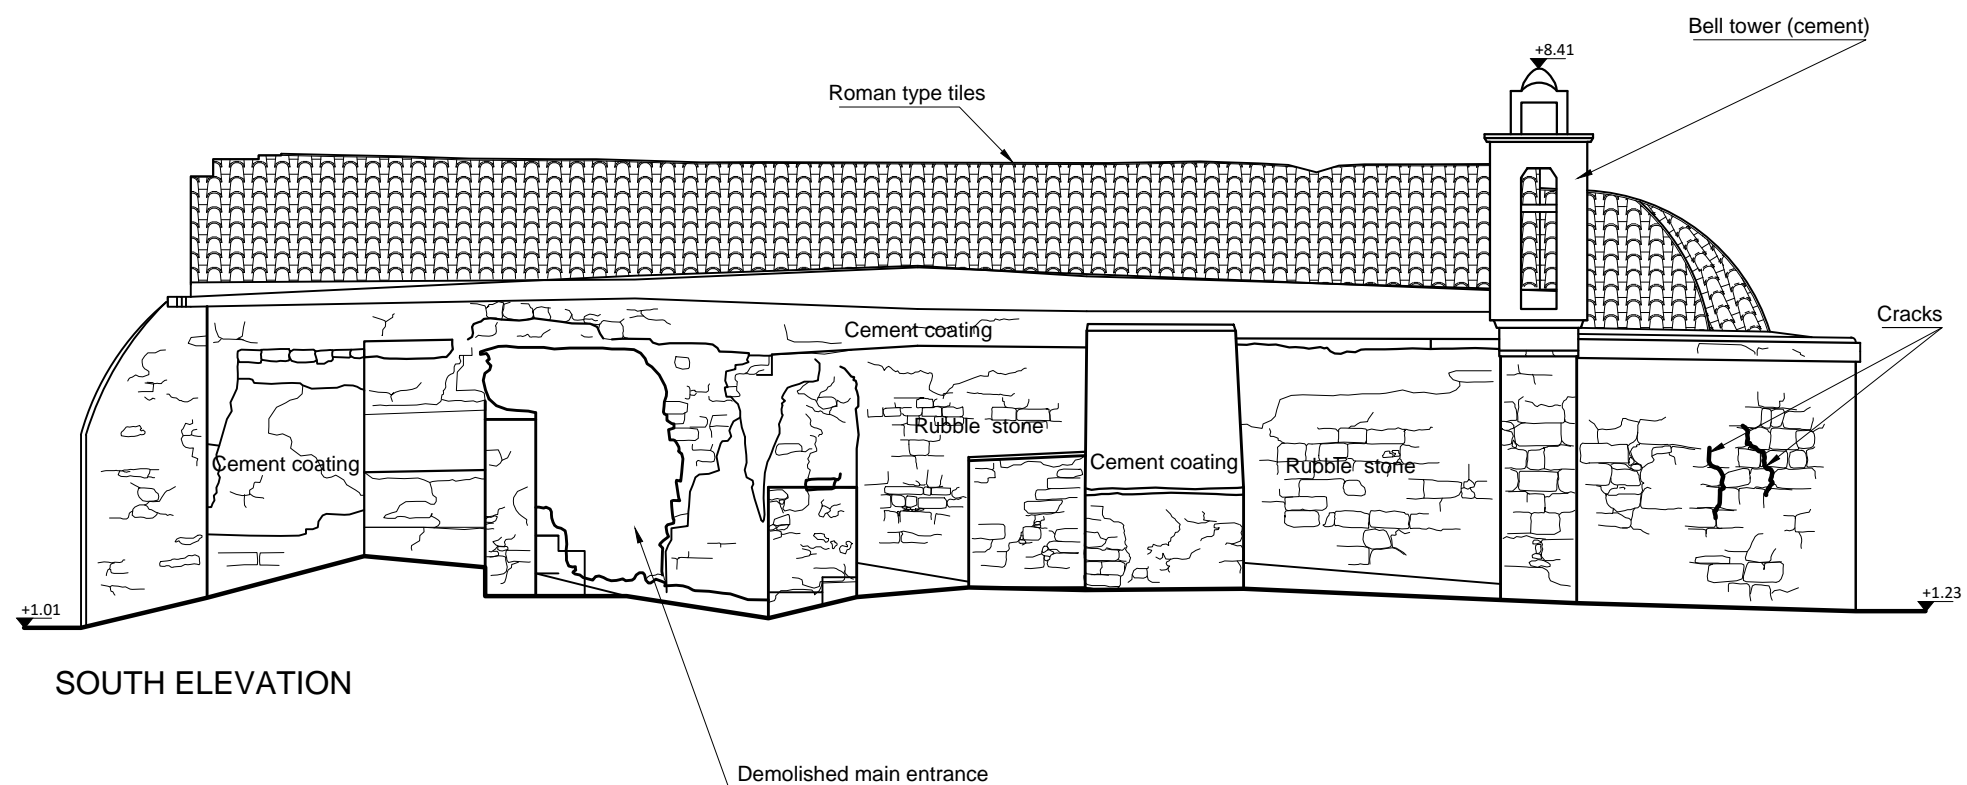 Bell tower (cement)
+8.41
Roman type tiles
Cracks
Cement coating
Rubble stone
Cement coating
Cement coating
Rubble stone
+1.01
+1.23
SOUTH ELEVATION
Demolished main entrance